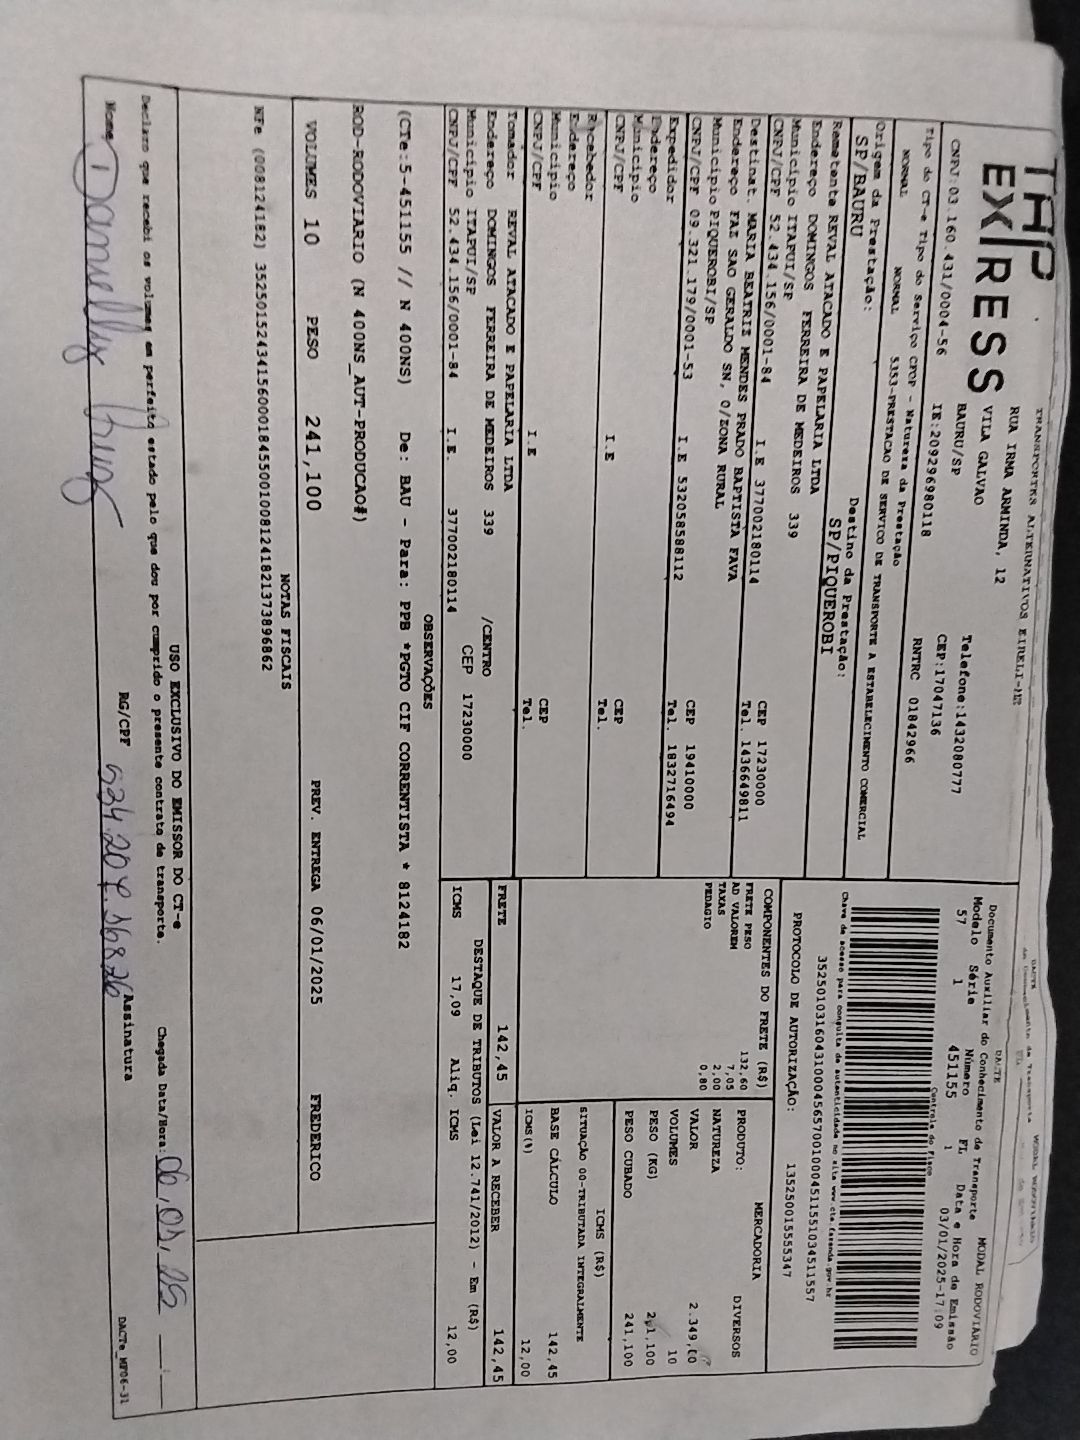 TRANSPORTES ALTERNATIVOS EIRELI-ME
EX/RESS
RUA IRMA ARMINDA, 12
VILA GALVAO
BAURU/SP
Telefone:1432080777
CEP:17047136
CNPJ:03.160.431/0004-56 IE:209296980118 RNTRC 01842966
Tipo do CT-e Tipo do Serviço CFOP - Natureza da Prestação
NORMAL NORMAL 5353-PRESTACAO DE SERVICO DE TRANSPORTE A ESTABELECIMENTO COMERCIAL
Origem da Prestação: Destino da Prestação:
SP/BAURU SP/PIQUEROBI
Remetente REVAL ATACADO E PAPELARIA LTDA
Endereço DOMINGOS FERREIRA DE MEDEIROS 339
Município ITAPUI/SP CEP 17230000
CNPJ/CPF 52.434.156/0001-84 I.E 377002180114 Tel. 1436649811
Destinat. MARIA BEATRIZ MENDES PRADO BAPTISTA FAVA
Endereço FAZ SAO GERALDO SN, 0/ZONA RURAL
Município PIQUEROBI/SP CEP 19410000
CNPJ/CPF 09.321.179/0001-53 I.E 532058588112 Tel. 1832716494
Expedidor
Endereço
Município CEP
CNPJ/CPF I.E Tel.
Recebedor
Endereço
Município CEP
CNPJ/CPF I.E Tel.
Tomador REVAL ATACADO E PAPELARIA LTDA
Endereço DOMINGOS FERREIRA DE MEDEIROS 339 /CENTRO
Município ITAPUI/SP CEP 17230000
CNPJ/CPF 52.434.156/0001-84 I.E. 377002180114
DACTE
Documento Auxiliar do Conhecimento de Transporte MODAL RODOVIÁRIO
Modelo Série Número FL Data e Hora de Emissão
57 1 451155 1 03/01/2025-17:09
Controle do Fisco
Chave de acesso para consulta de autenticidade no site www.cte.fazenda.gov.br
35250103160431000456570010004511551034511557
PROTOCOLO DE AUTORIZAÇÃO: 135250015555347
COMPONENTES DO FRETE (R$)
FRETE PESO 132,60
AD VALOREM 7,05
TAXAS 2,00
PEDAGIO 0,80
MERCADORIA
PRODUTO: DIVERSOS
NATUREZA
VALOR
VOLUMES 10
PESO (KG)
PESO CUBADO 241,100
ICMS (R$)
SITUAÇÃO 00-TRIBUTADA INTEGRALMENTE
BASE CÁLCULO 142,45
ICMS(%) 12,00
FRETE 142,45 VALOR A RECEBER 142,45
DESTAQUE DE TRIBUTOS (Lei 12.741/2012) - Em (R$)
ICMS 17,09 Aliq. ICMS 12,00
OBSERVAÇÕES
(CTe:5-451155 // N 400NS) De: BAU - Para: PPB *PGTO CIF CORRENTISTA * 8124182
ROD-RODOVIARIO (N 400NS_AUT-PRODUCAO#)
VOLUMES 10 PESO 241,100 PREV. ENTREGA 06/01/2025 FREDERICO
NOTAS FISCAIS
NFe (008124182) 35250152434156000184550010081241821373896862
USO EXCLUSIVO DO EMISSOR DO CT-e
Declaro que recebi os volumes em perfeito estado pelo que dou por cumprido o presente contrato de transporte. Chegada Data/Hora:
Nome RG/CPF Assinatura
DACTe_MF06-31